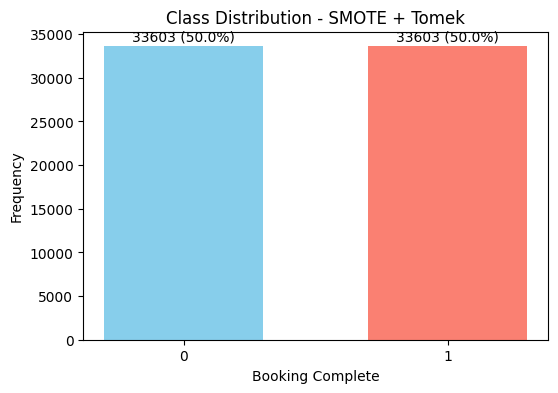 Class Distribution - SMOTE + Tomek
33603 (50.0%) 33603 (50.0%)
35000
30000
25000
20000
15000
10000
5000
0
Frequency
0 1
Booking Complete